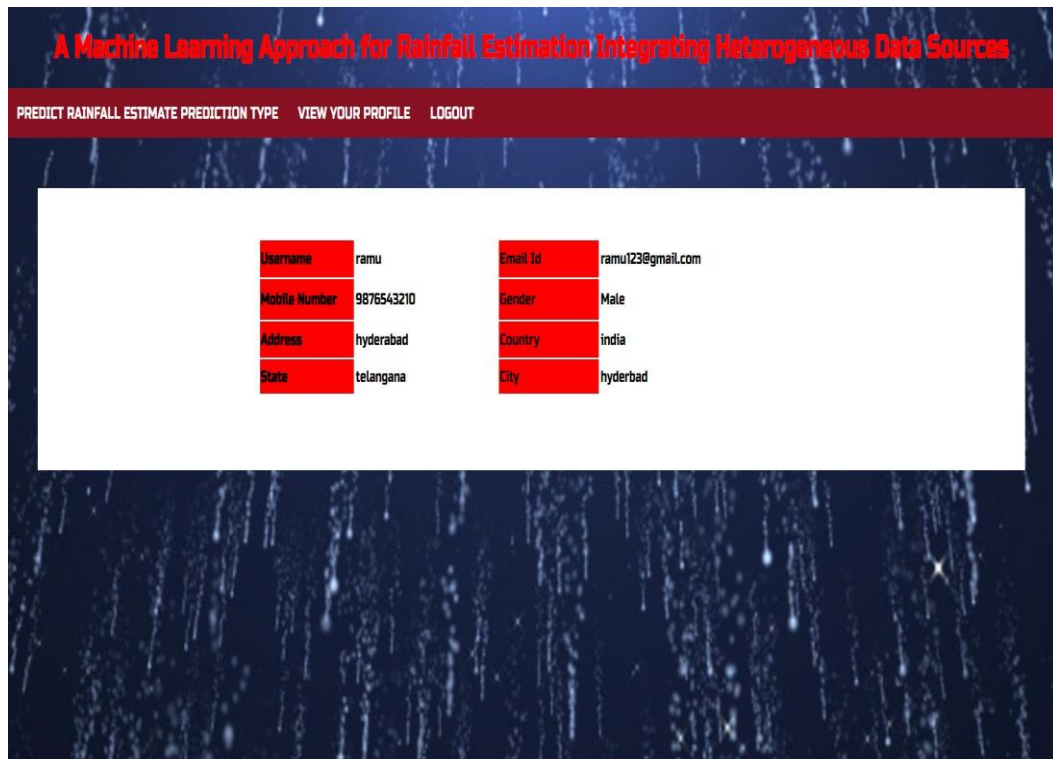 A Machine Learning Approach for Rainfall Estimation Integrating Heterogeneous Data Sources
PREDICT RAINFALL ESTIMATE PREDICTION TYPE VIEW YOUR PROFILE LOGOUT
Username ramu Email Id ramu123@gmail.com
Mobile Number 9876543210 Gender Male
Address hyderabad Country india
State telangana City hyderbad